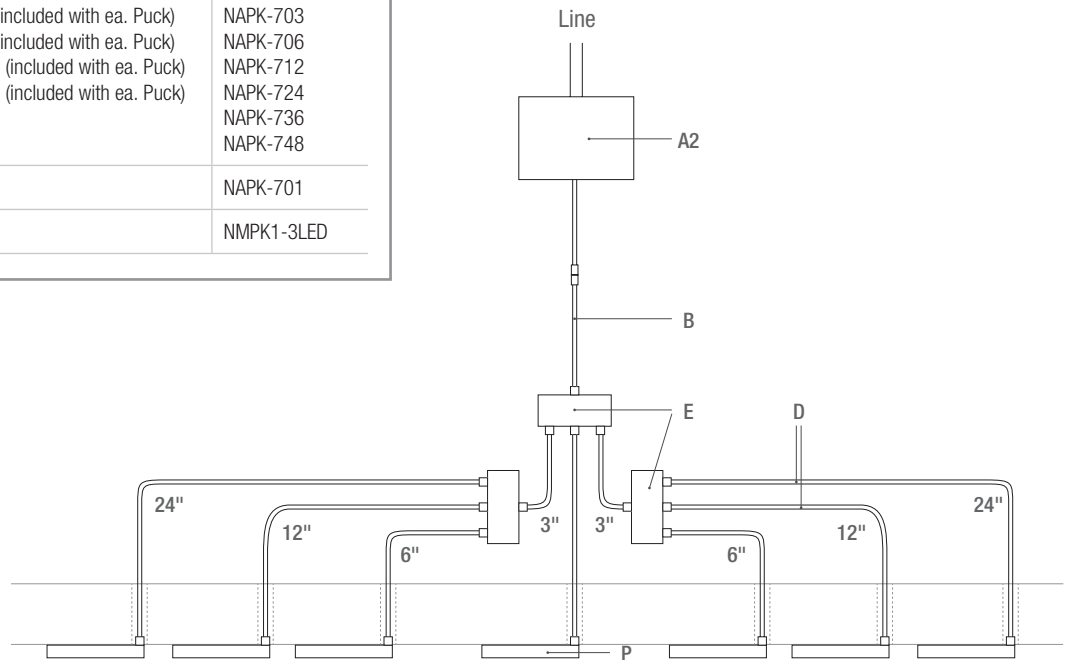 included with ea. Puck) NAPK-703
included with ea. Puck) NAPK-706
(included with ea. Puck) NAPK-712
(included with ea. Puck) NAPK-724
NAPK-736
NAPK-748
NAPK-701
NMPK1-3LED
Line
A2
B
E
D
24"
12"
6"
3"
3"
6"
12"
24"
P